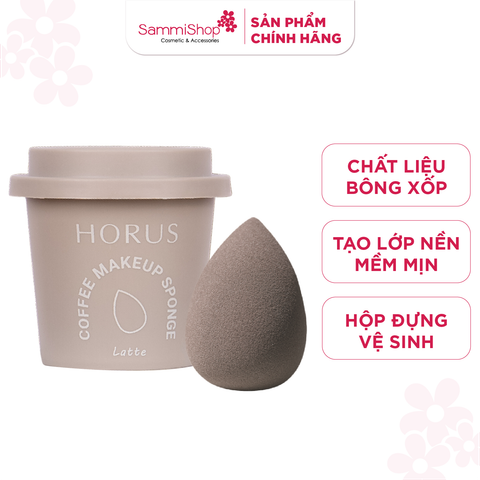 SammiShop
Cosmetic & Accessories
SẢN PHẨM
CHÍNH HÃNG
HORUS
COFFEE MAKEUP SPONGE
Latte
CHẤT LIỆU
BÔNG XỐP
TẠO LỚP NỀN
MỀM MỊN
HỘP ĐỰNG
VỆ SINH